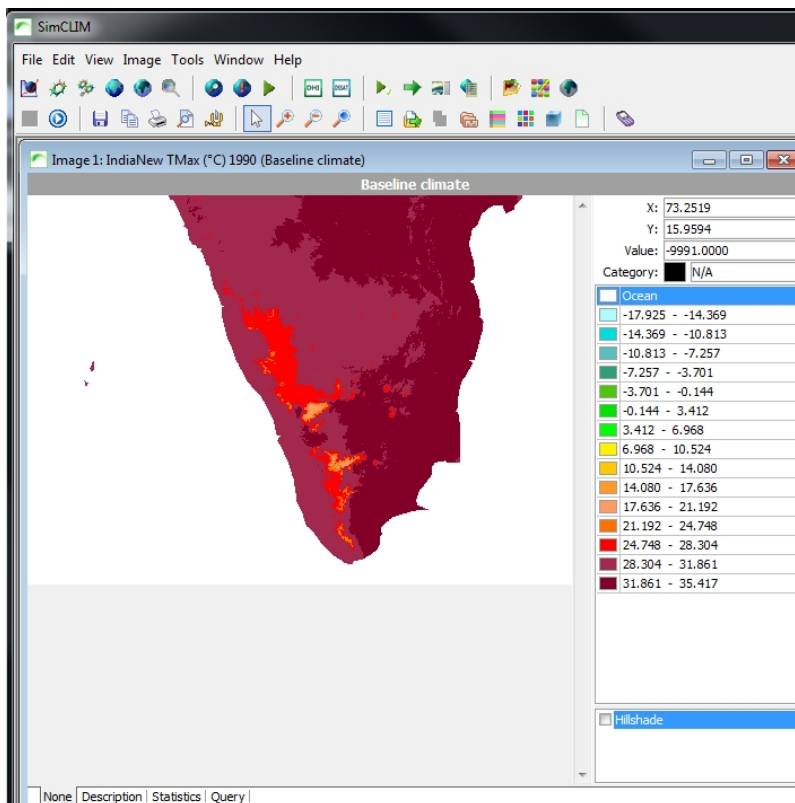 SimCLIM
File Edit View Image Tools Window Help
DHI DSSAT
Image 1: IndiaNew TMax (°C) 1990 (Baseline climate)
Baseline climate
X: 73.2519
Y: 15.9594
Value: -9991.0000
Category: N/A
Ocean
-17.925 - -14.369
-14.369 - -10.813
-10.813 - -7.257
-7.257 - -3.701
-3.701 - -0.144
-0.144 - 3.412
3.412 - 6.968
6.968 - 10.524
10.524 - 14.080
14.080 - 17.636
17.636 - 21.192
21.192 - 24.748
24.748 - 28.304
28.304 - 31.861
31.861 - 35.417
Hillshade
None Description Statistics Query